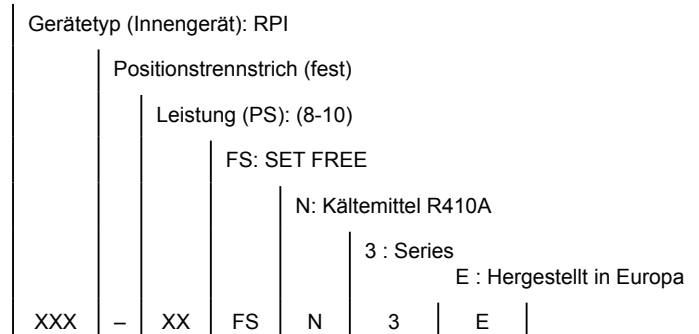 Gerätetyp (Innengerät): RPI
Positionstrennstrich (fest)
Leistung (PS): (8-10)
FS: SET FREE
N: Kältemittel R410A
3 : Series
E : Hergestellt in Europa
XXX – XX FS N 3 E